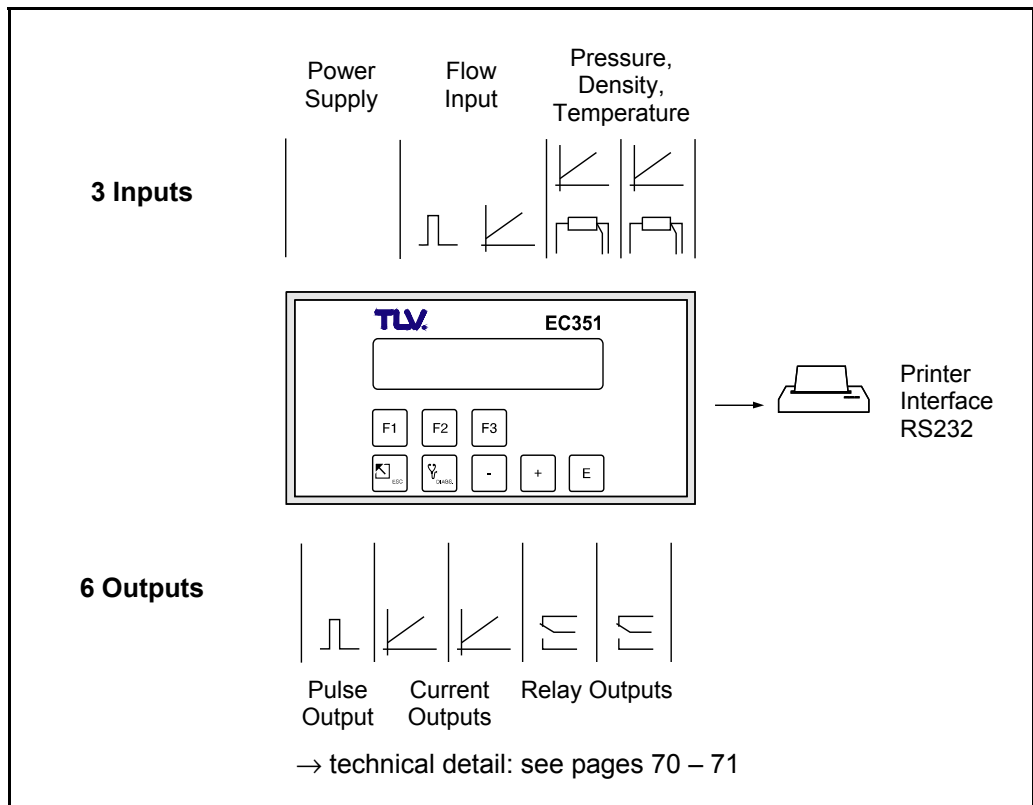 Power
Supply
Flow
Input
Pressure,
Density,
Temperature
3 Inputs
TLV.
EC351
F1
F2
F3
ESC
DIAGS.
-
+
E
Printer
Interface
RS232
6 Outputs
Pulse
Output
Current
Outputs
Relay Outputs
→ technical detail: see pages 70 – 71